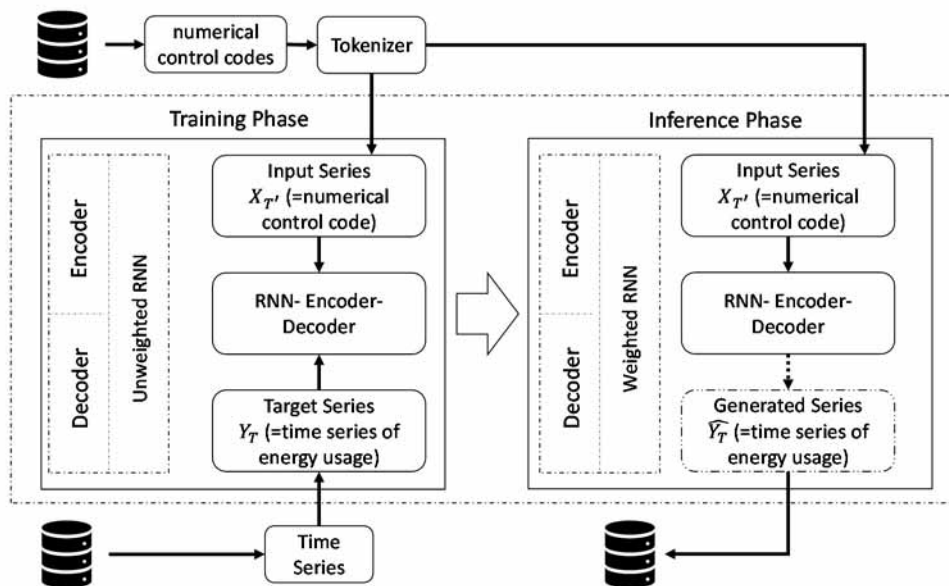 numerical
control codes
Tokenizer
Training Phase
Encoder
Decoder
Unweighted RNN
Input Series
X_T′ (=numerical
control code)
RNN- Encoder-
Decoder
Target Series
Y_T (=time series of
energy usage)
Time
Series
Inference Phase
Encoder
Decoder
Weighted RNN
Input Series
X_T′ (=numerical
control code)
RNN- Encoder-
Decoder
Generated Series
Ŷ_T (=time series of
energy usage)